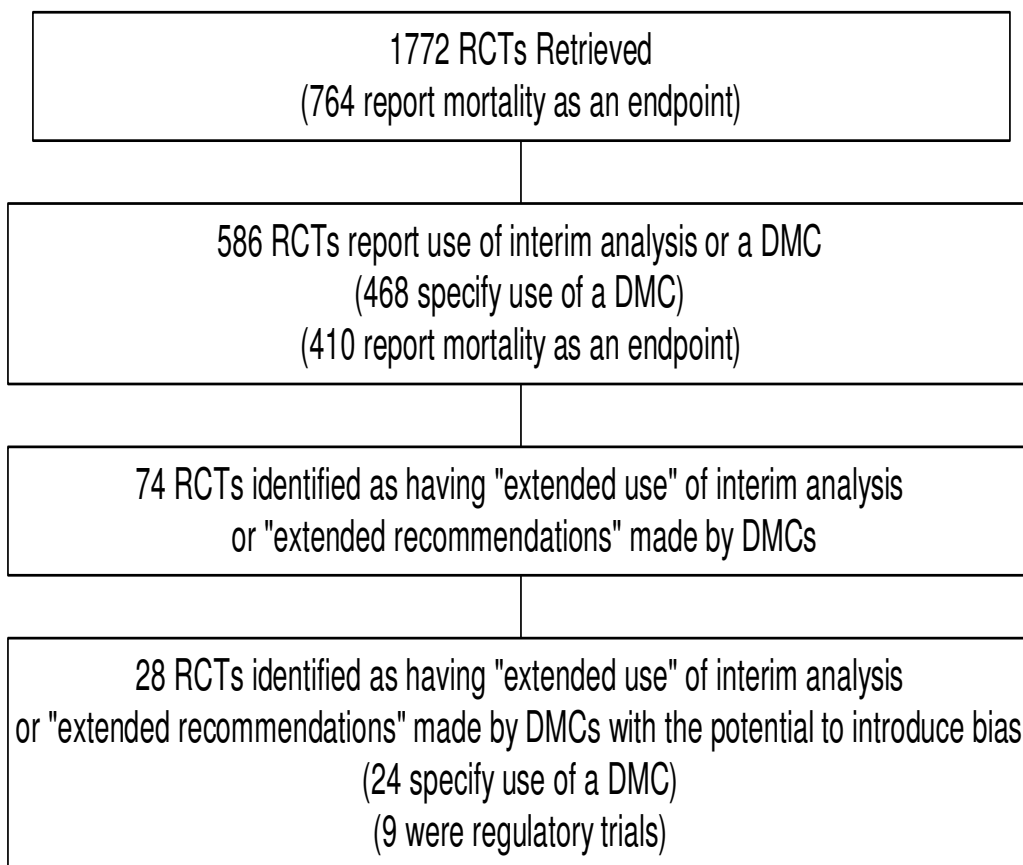 1772 RCTs Retrieved
(764 report mortality as an endpoint)
586 RCTs report use of interim analysis or a DMC
(468 specify use of a DMC)
(410 report mortality as an endpoint)
74 RCTs identified as having "extended use" of interim analysis
or "extended recommendations" made by DMCs
28 RCTs identified as having "extended use" of interim analysis
or "extended recommendations" made by DMCs with the potential to introduce bias
(24 specify use of a DMC)
(9 were regulatory trials)